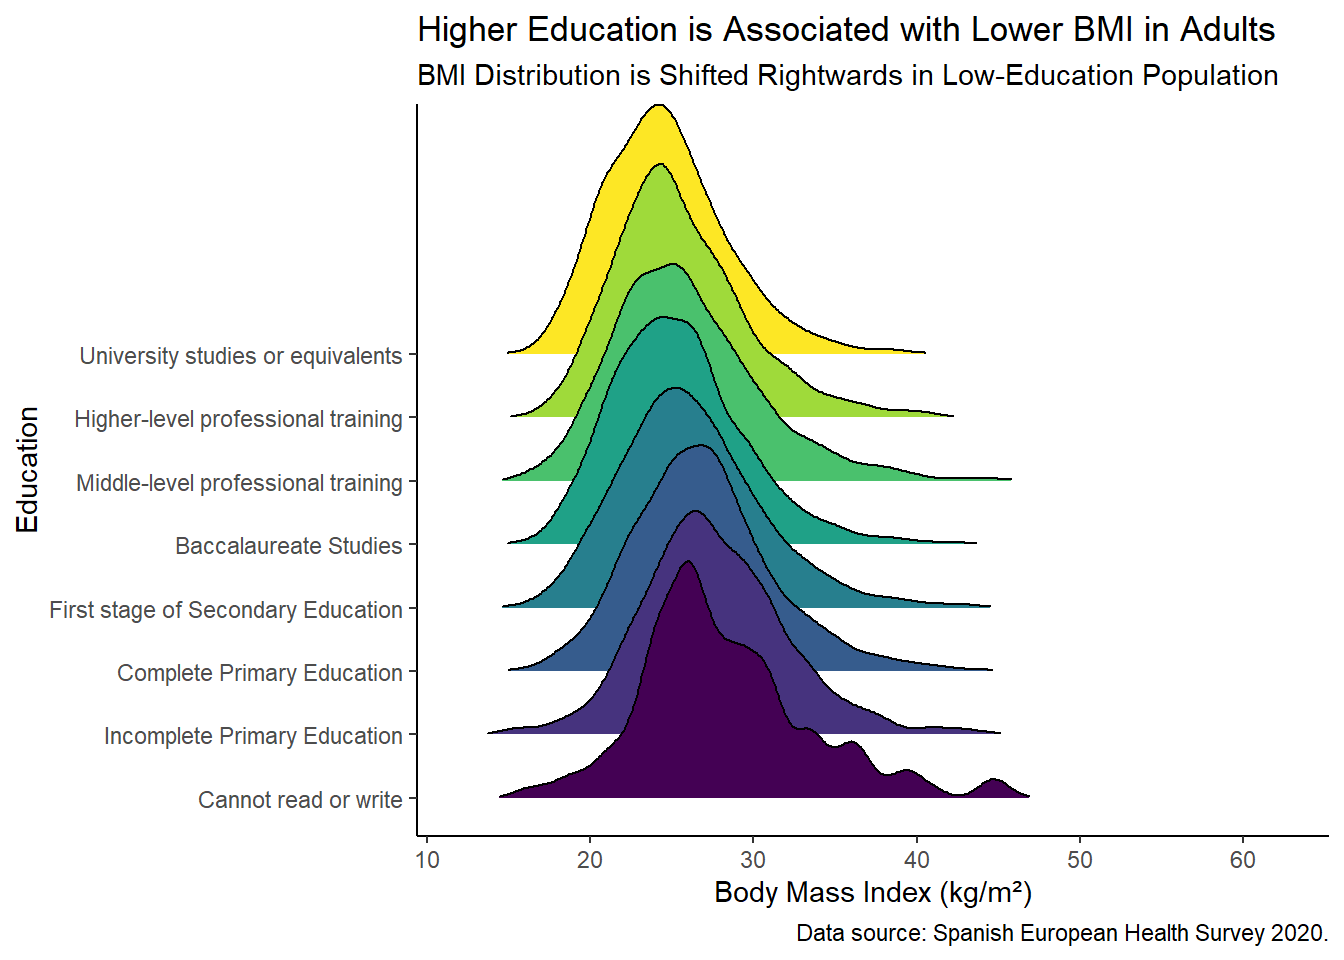 Higher Education is Associated with Lower BMI in Adults
BMI Distribution is Shifted Rightwards in Low-Education Population
Education
University studies or equivalents
Higher-level professional training
Middle-level professional training
Baccalaureate Studies
First stage of Secondary Education
Complete Primary Education
Incomplete Primary Education
Cannot read or write
10 20 30 40 50 60
Body Mass Index (kg/m²)
Data source: Spanish European Health Survey 2020.